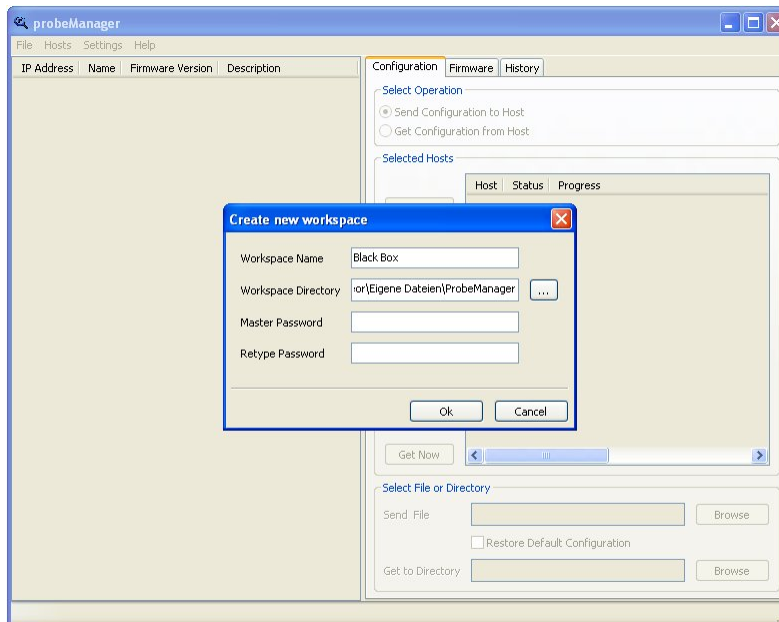 probeManager
File Hosts Settings Help
IP Address Name Firmware Version Description
Configuration Firmware History
Select Operation
Send Configuration to Host
Get Configuration from Host
Selected Hosts
Host Status Progress
Create new workspace
Workspace Name Black Box
Workspace Directory or\Eigene Dateien\ProbeManager ...
Master Password
Retype Password
Ok Cancel
Get Now
Select File or Directory
Send File Browse
Restore Default Configuration
Get to Directory Browse